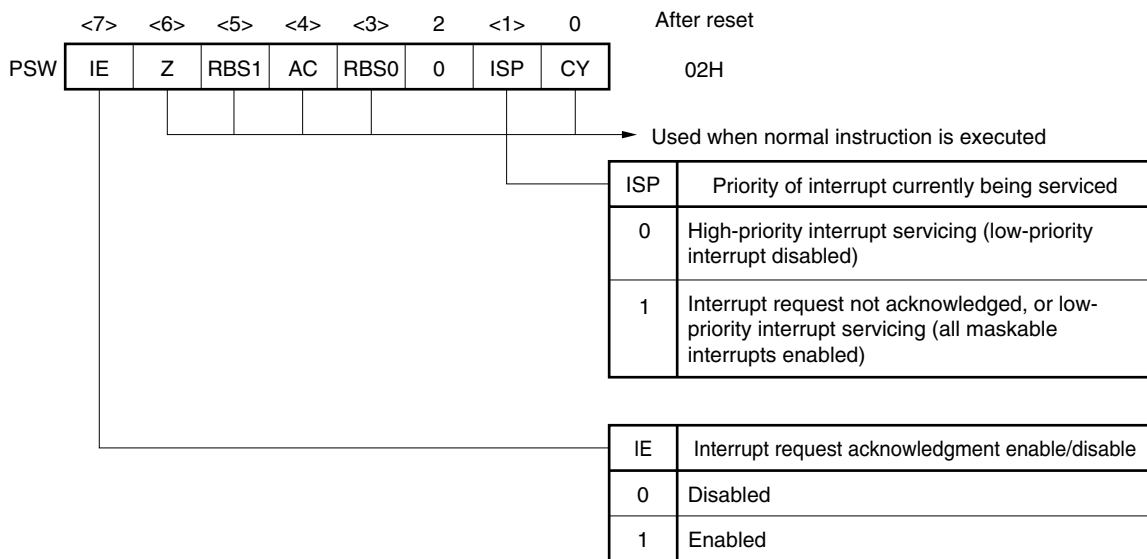 <7> <6> <5> <4> <3> 2 <1> 0 After reset
PSW IE Z RBS1 AC RBS0 0 ISP CY 02H
Used when normal instruction is executed
ISP Priority of interrupt currently being serviced
0 High-priority interrupt servicing (low-priority
interrupt disabled)
1 Interrupt request not acknowledged, or low-
priority interrupt servicing (all maskable
interrupts enabled)
IE Interrupt request acknowledgment enable/disable
0 Disabled
1 Enabled